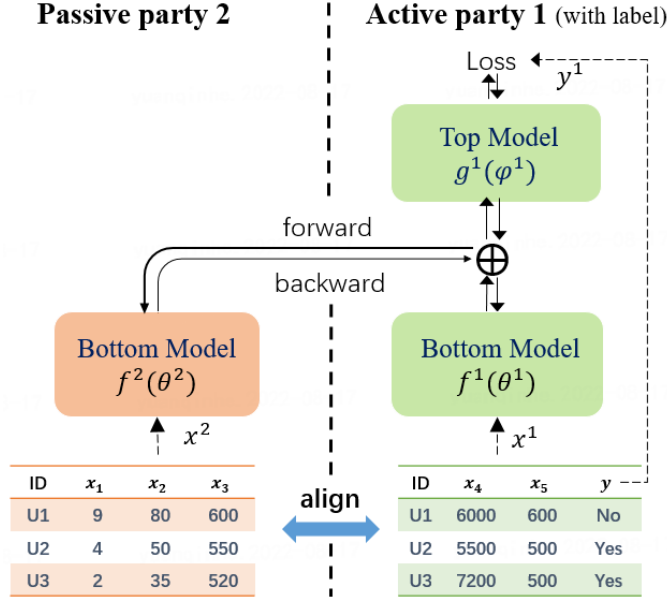 Passive party 2
Active party 1 (with label)
Loss
y¹
Top Model
g¹(φ¹)
forward
backward
⊕
Bottom Model
f²(θ²)
Bottom Model
f¹(θ¹)
x²
x¹
ID x₁ x₂ x₃
U1 9 80 600
U2 4 50 550
U3 2 35 520
align
ID x₄ x₅ y
U1 6000 600 No
U2 5500 500 Yes
U3 7200 500 Yes